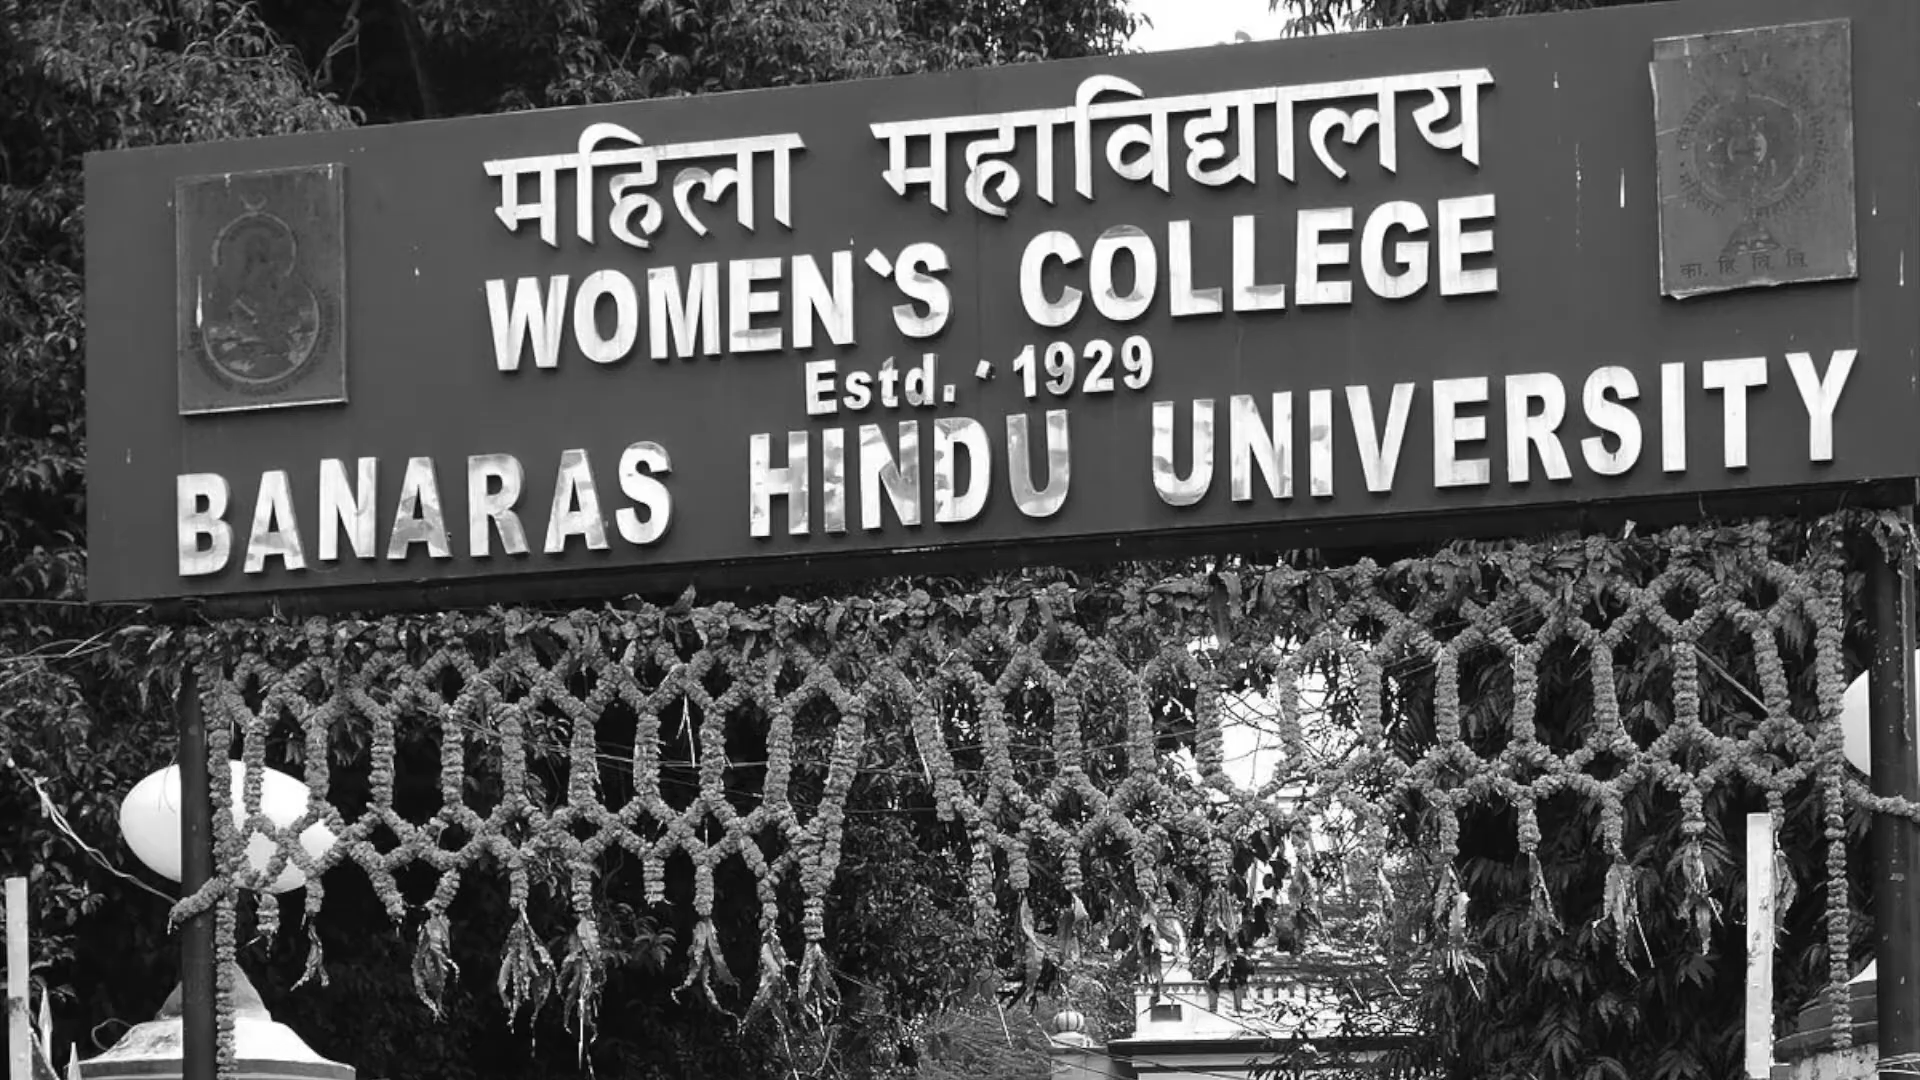 महिला महाविद्यालय
WOMEN'S COLLEGE
Estd. 1929
BANARAS HINDU UNIVERSITY
का. हि. वि. वि.